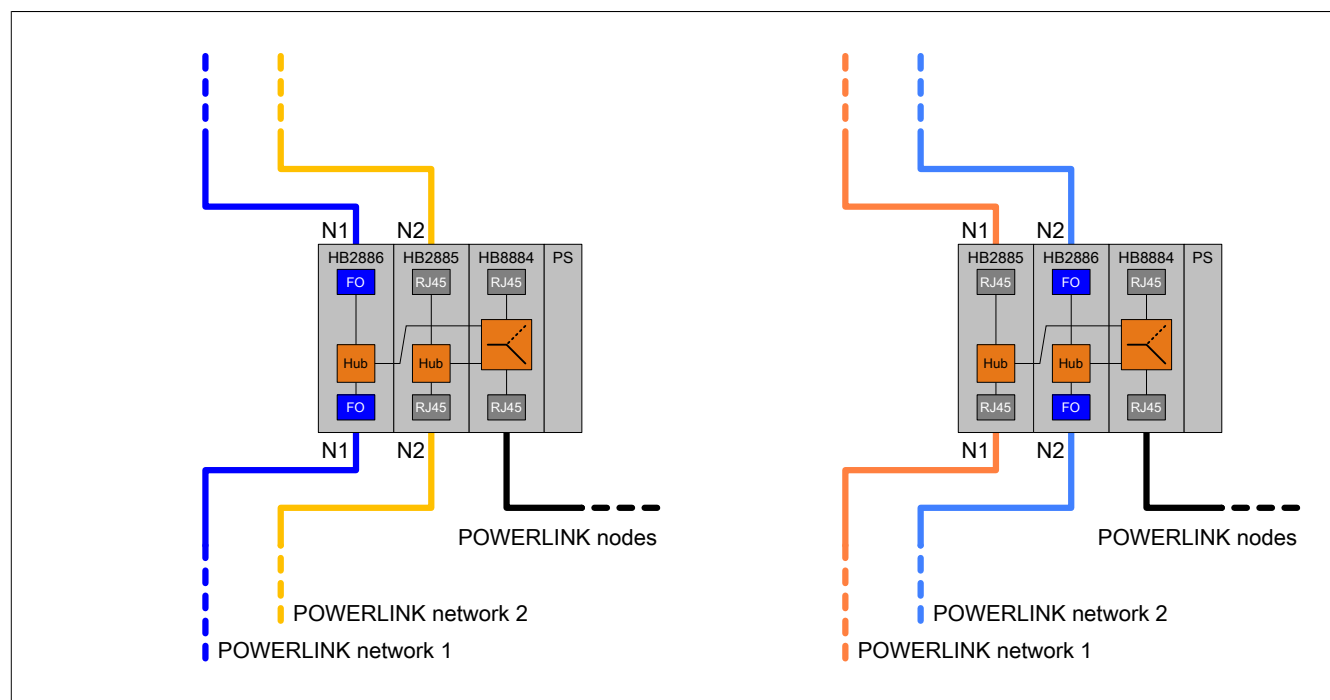 N1 N2
HB2886 HB2885 HB8884 PS
FO RJ45 RJ45
Hub Hub
FO RJ45 RJ45
N1 N2
POWERLINK nodes
POWERLINK network 2
POWERLINK network 1
N1 N2
HB2885 HB2886 HB8884 PS
RJ45 FO RJ45
Hub Hub
RJ45 FO RJ45
N1 N2
POWERLINK nodes
POWERLINK network 2
POWERLINK network 1